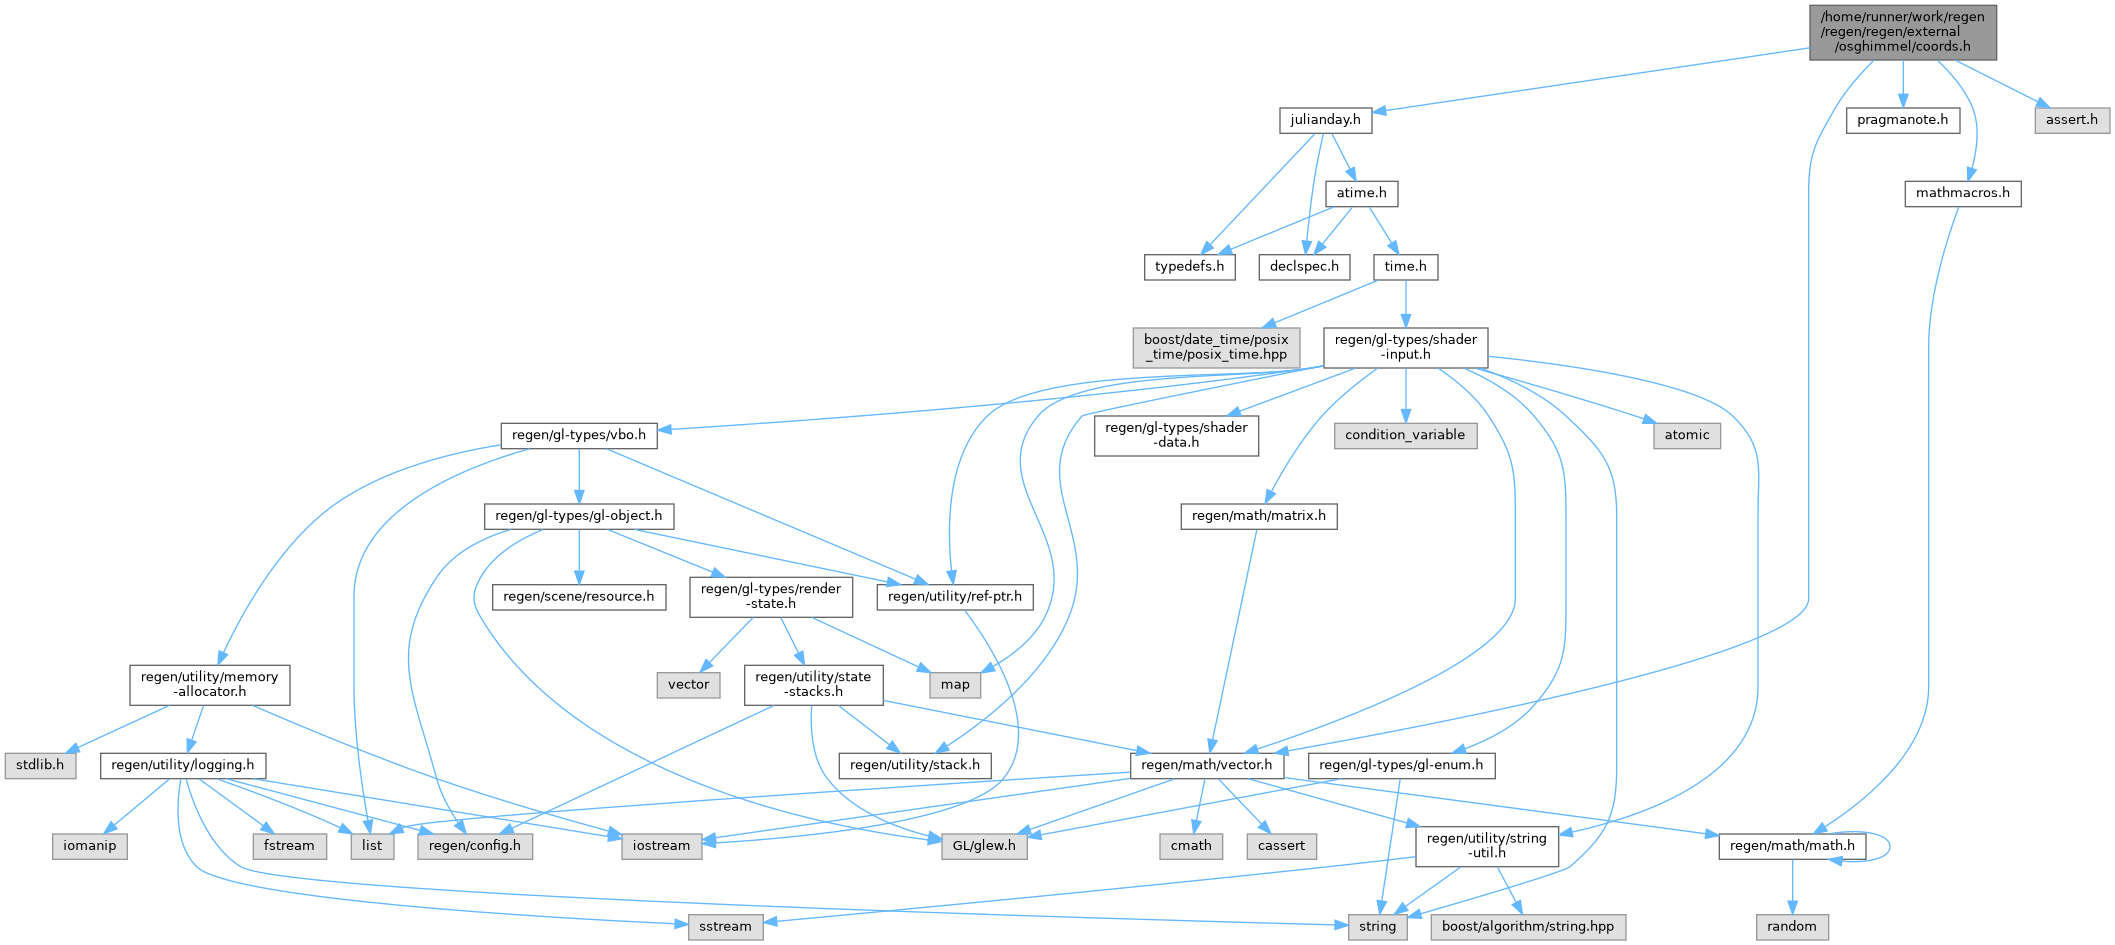 /home/runner/work/regen
/regen/regen/external
/osghimmel/coords.h
julianday.h
pragmanote.h
assert.h
atime.h
mathmacros.h
typedefs.h
declspec.h
time.h
boost/date_time/posix
_time/posix_time.hpp
regen/gl-types/shader
-input.h
regen/gl-types/vbo.h
regen/gl-types/shader
-data.h
condition_variable
atomic
regen/gl-types/gl-object.h
regen/math/matrix.h
regen/scene/resource.h
regen/gl-types/render
-state.h
regen/utility/ref-ptr.h
regen/utility/memory
-allocator.h
vector
regen/utility/state
-stacks.h
map
stdlib.h
regen/utility/logging.h
regen/utility/stack.h
regen/math/vector.h
regen/gl-types/gl-enum.h
iomanip
fstream
list
regen/config.h
iostream
GL/glew.h
cmath
cassert
regen/utility/string
-util.h
regen/math/math.h
sstream
string
boost/algorithm/string.hpp
random